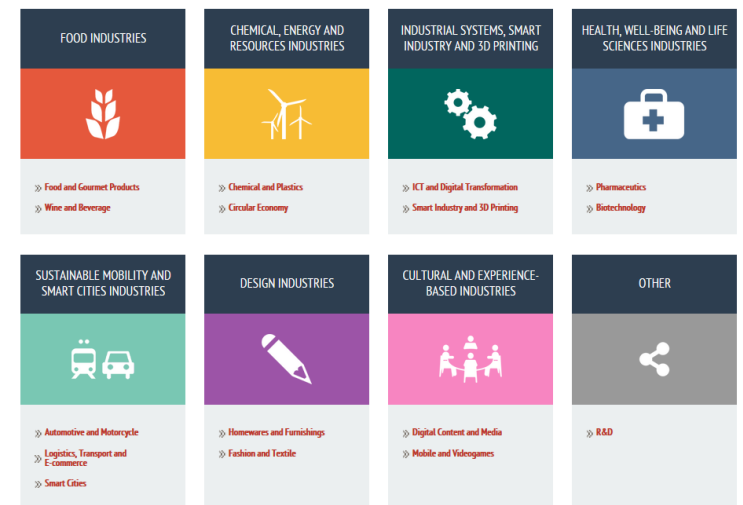 FOOD INDUSTRIES
CHEMICAL, ENERGY AND
RESOURCES INDUSTRIES
INDUSTRIAL SYSTEMS, SMART
INDUSTRY AND 3D PRINTING
HEALTH, WELL-BEING AND LIFE
SCIENCES INDUSTRIES
» Food and Gourmet Products
» Wine and Beverage
» Chemical and Plastics
» Circular Economy
» ICT and Digital Transformation
» Smart Industry and 3D Printing
» Pharmaceutics
» Biotechnology
SUSTAINABLE MOBILITY AND
SMART CITIES INDUSTRIES
DESIGN INDUSTRIES
CULTURAL AND EXPERIENCE-
BASED INDUSTRIES
OTHER
» Automotive and Motorcycle
» Logistics, Transport and
E-commerce
» Smart Cities
» Homewares and Furnishings
» Fashion and Textile
» Digital Content and Media
» Mobile and Videogames
» R&D